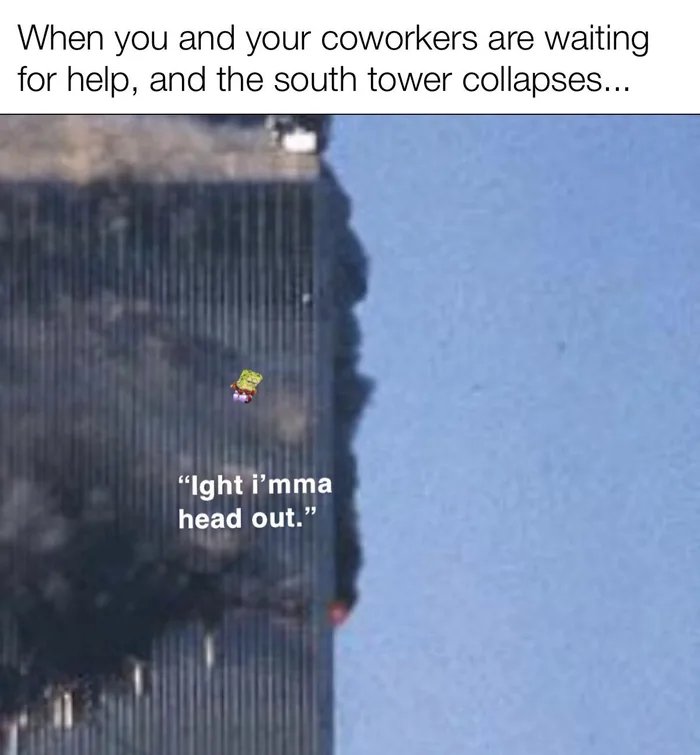 When you and your coworkers are waiting
for help, and the south tower collapses...
“Ight i’mma
head out.”